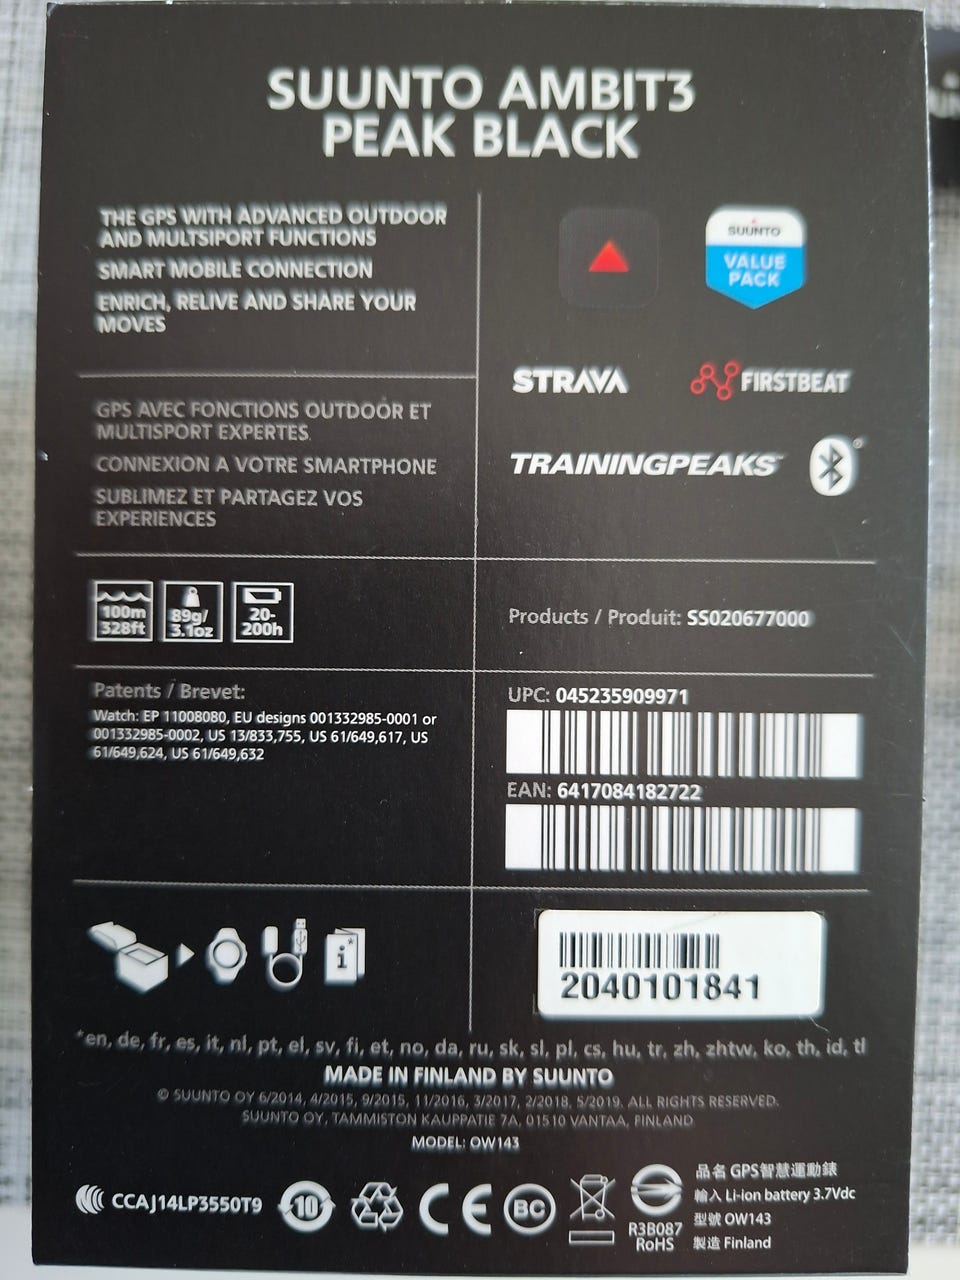 SUUNTO AMBIT3
PEAK BLACK
THE GPS WITH ADVANCED OUTDOOR
AND MULTSIPORT FUNCTIONS
SMART MOBILE CONNECTION
ENRICH, RELIVE AND SHARE YOUR
MOVES
SUUNTO
VALUE
PACK
STRAVA
FIRSTBEAT
TRAININGPEAKS™
GPS AVEC FONCTIONS OUTDOOR ET
MULTISPORT EXPERTES
CONNEXION A VOTRE SMARTPHONE
SUBLIMEZ ET PARTAGEZ VOS
EXPERIENCES
100m
328ft
89g/
3.1oz
20-
200h
Products / Produit: SS020677000
Patents / Brevet:
Watch: EP 11008080, EU designs 001332985-0001 or
001332985-0002, US 13/833,755, US 61/649,617, US
61/649,624, US 61/649,632
UPC: 045235909971
EAN: 6417084182722
i*
2040101841
*en, de, fr, es, it, nl, pt, el, sv, fi, et, no, da, ru, sk, sl, pl, cs, hu, tr, zh, zhtw, ko, th, id, tl
MADE IN FINLAND BY SUUNTO
© SUUNTO OY 6/2014, 4/2015, 9/2015, 11/2016, 3/2017, 2/2018, 5/2019. ALL RIGHTS RESERVED.
SUUNTO OY, TAMMISTON KAUPPATIE 7A, 01510 VANTAA, FINLAND
MODEL: OW143
CCAJ14LP3550T9
10
CE
BC
R3B087
RoHS
品名 GPS智慧運動錶
輸入 Li-ion battery 3.7Vdc
型號 OW143
製造 Finland